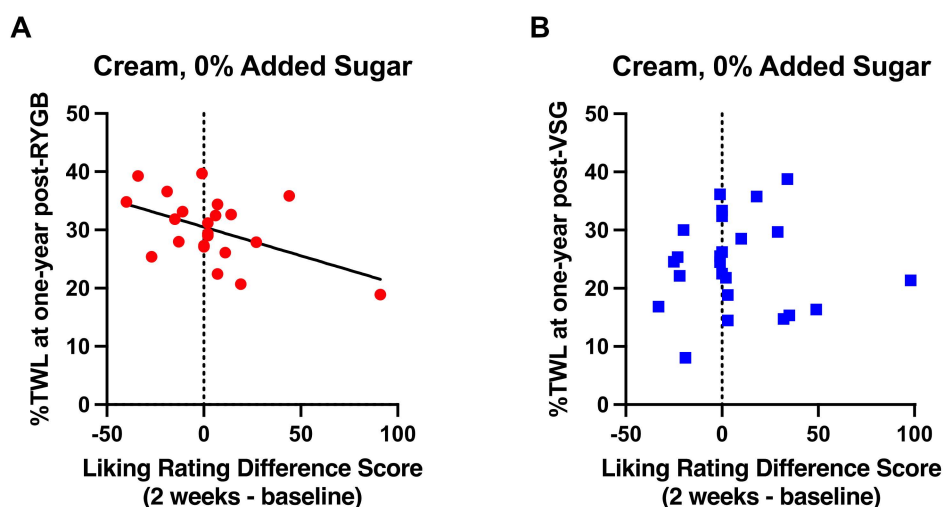 A
Cream, 0% Added Sugar
%TWL at one-year post-RYGB
50
40
30
20
10
0
-50
0
50
100
Liking Rating Difference Score
(2 weeks - baseline)
B
Cream, 0% Added Sugar
%TWL at one-year post-VSG
50
40
30
20
10
0
-50
0
50
100
Liking Rating Difference Score
(2 weeks - baseline)